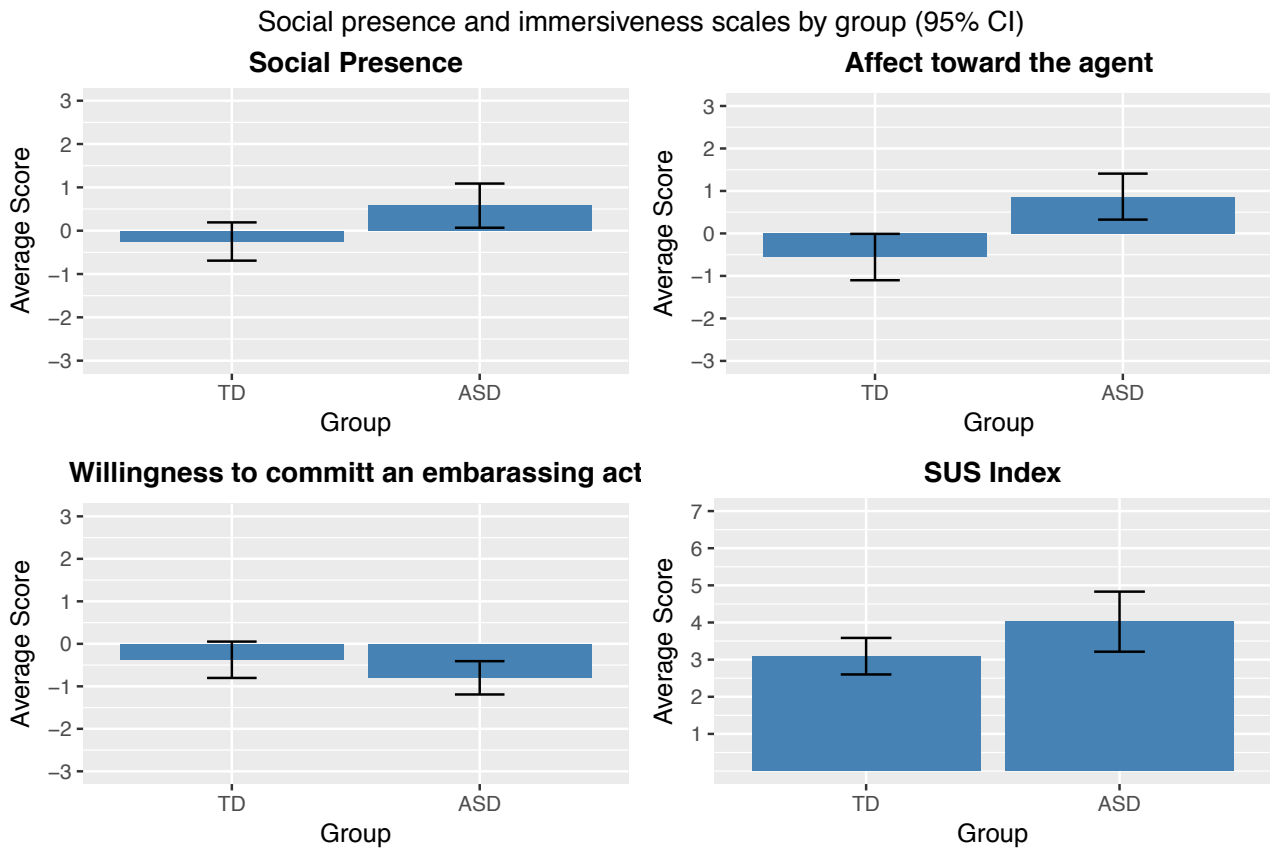 Social presence and immersiveness scales by group (95% CI)
Social Presence
3
2
1
0
−1
−2
−3
Average Score
TD ASD
Group
Affect toward the agent
3
2
1
0
−1
−2
−3
Average Score
TD ASD
Group
Willingness to committ an embarassing act
3
2
1
0
−1
−2
−3
Average Score
TD ASD
Group
SUS Index
7
6
5
4
3
2
1
Average Score
TD ASD
Group